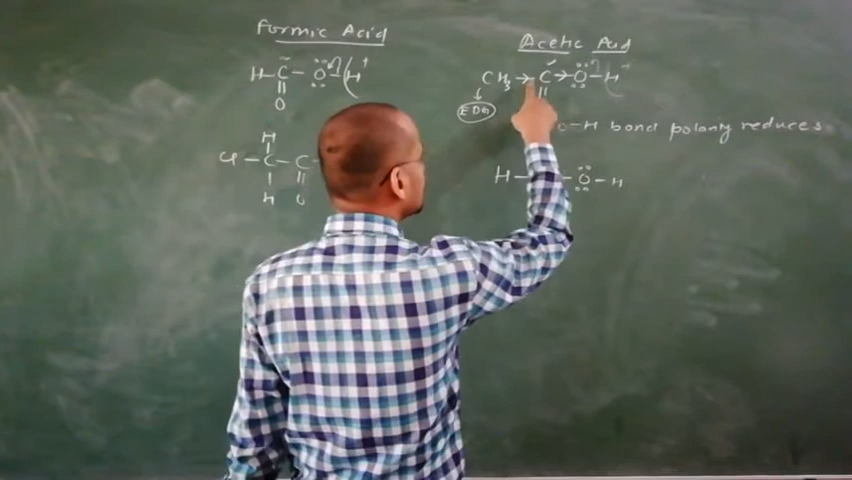 Formic Acid
H-C-O-H+
O
Acetic Acid
CH3→C→O-H
EDG
O-H bond polarity reduces
H
Cl-C-C
H O
H- -O-H